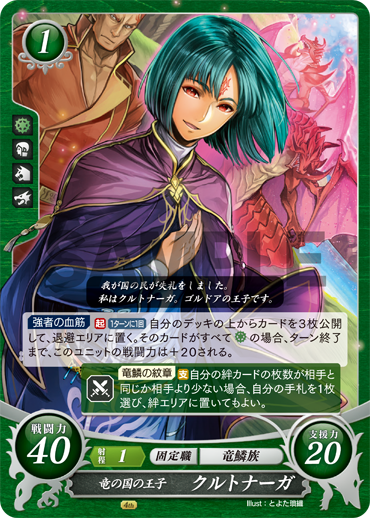 1
SAMPLE
我が国の民が失礼をしました。
私はクルトナーガ。ゴルドアの王子です。
強者の血筋 起 1ターンに1回 自分のデッキの上からカードを3枚公開
して、退避エリアに置く。そのカードがすべて の場合、ターン終了
まで、このユニットの戦闘力は+20される。
竜鱗の紋章 支 自分の絆カードの枚数が相手と
同じか相手より少ない場合、自分の手札を1枚
選び、絆エリアに置いてもよい。
戦闘力
40
射程 1 固定職 竜鱗族
支援力
20
竜の国の王子 クルトナーガ
4th
Illust:とよた瑣織